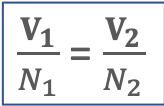 V₁/N₁ = V₂/N₂